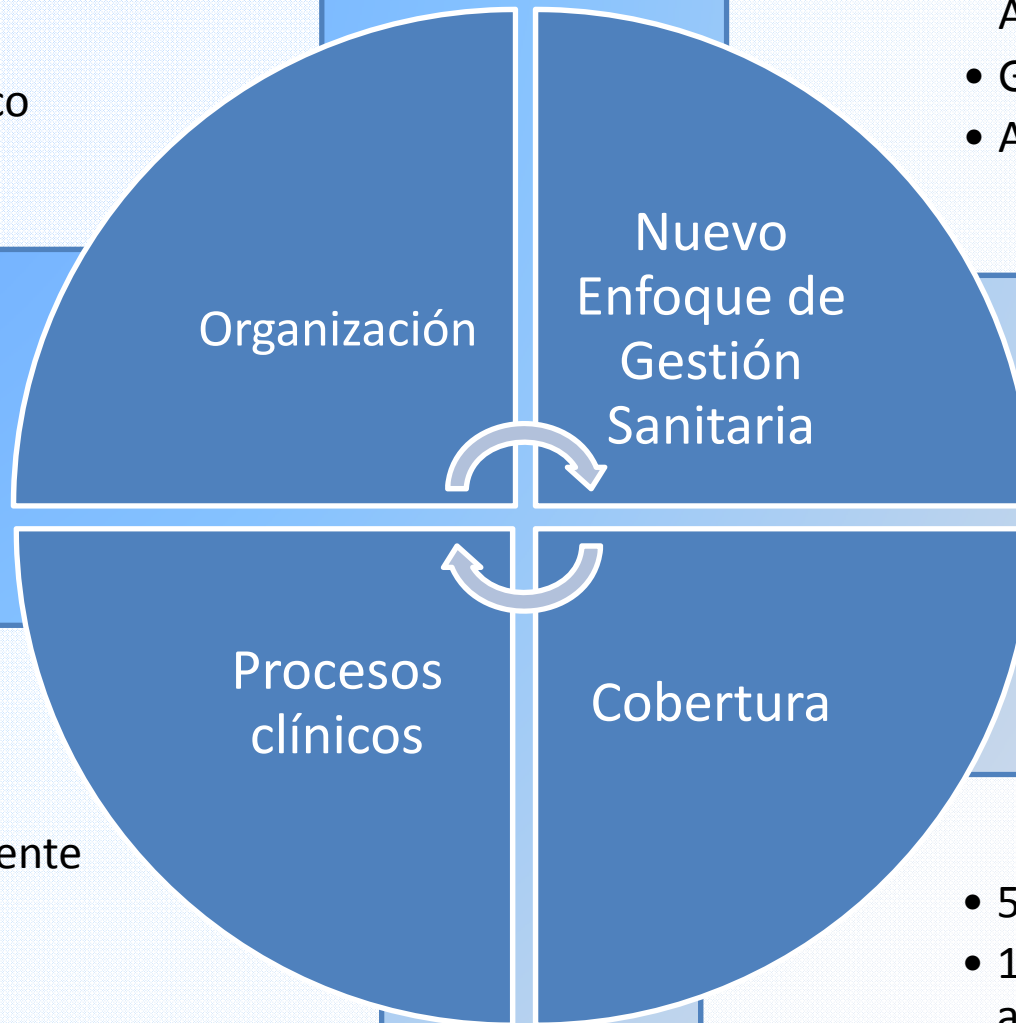 Organización
Nuevo
Enfoque de
Gestión
Sanitaria
Procesos
clínicos
Cobertura